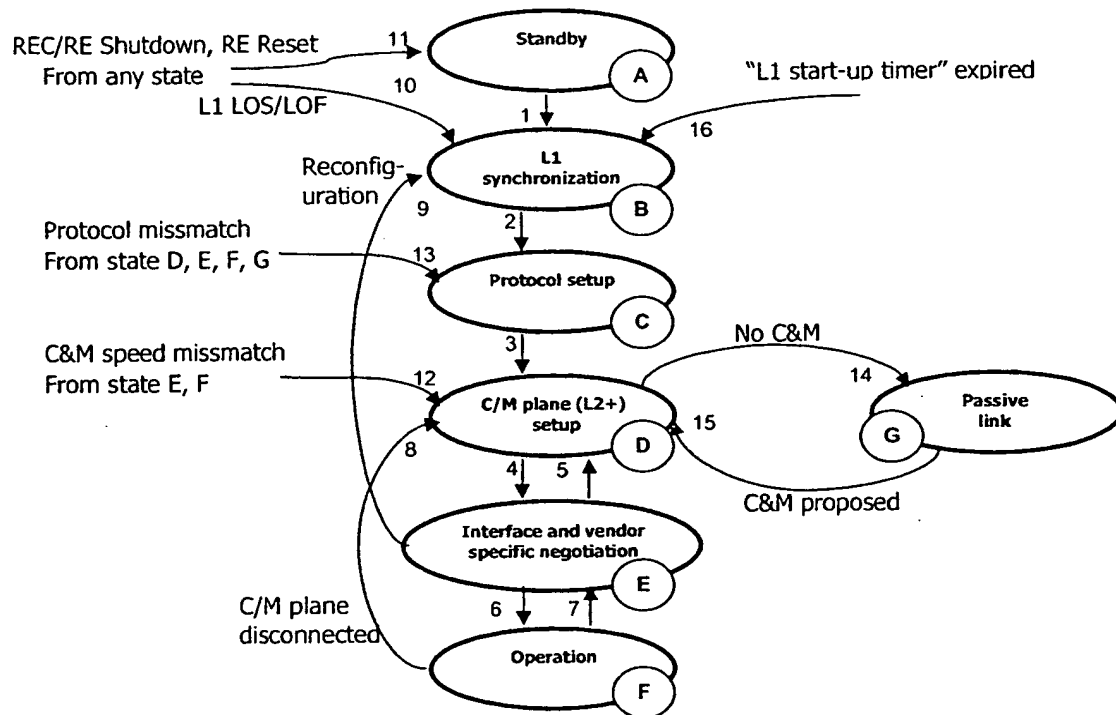 REC/RE Shutdown, RE Reset
From any state
L1 LOS/LOF
11
10
Standby
A
1
"L1 start-up timer" expired
16
L1
synchronization
B
Reconfig-
uration
9
2
Protocol missmatch
From state D, E, F, G
13
Protocol setup
C
3
C&M speed missmatch
From state E, F
12
C/M plane (L2+)
setup
D
8
No C&M
14
15
Passive
link
G
C&M proposed
4
5
Interface and vendor
specific negotiation
E
C/M plane
disconnected
6
7
Operation
F